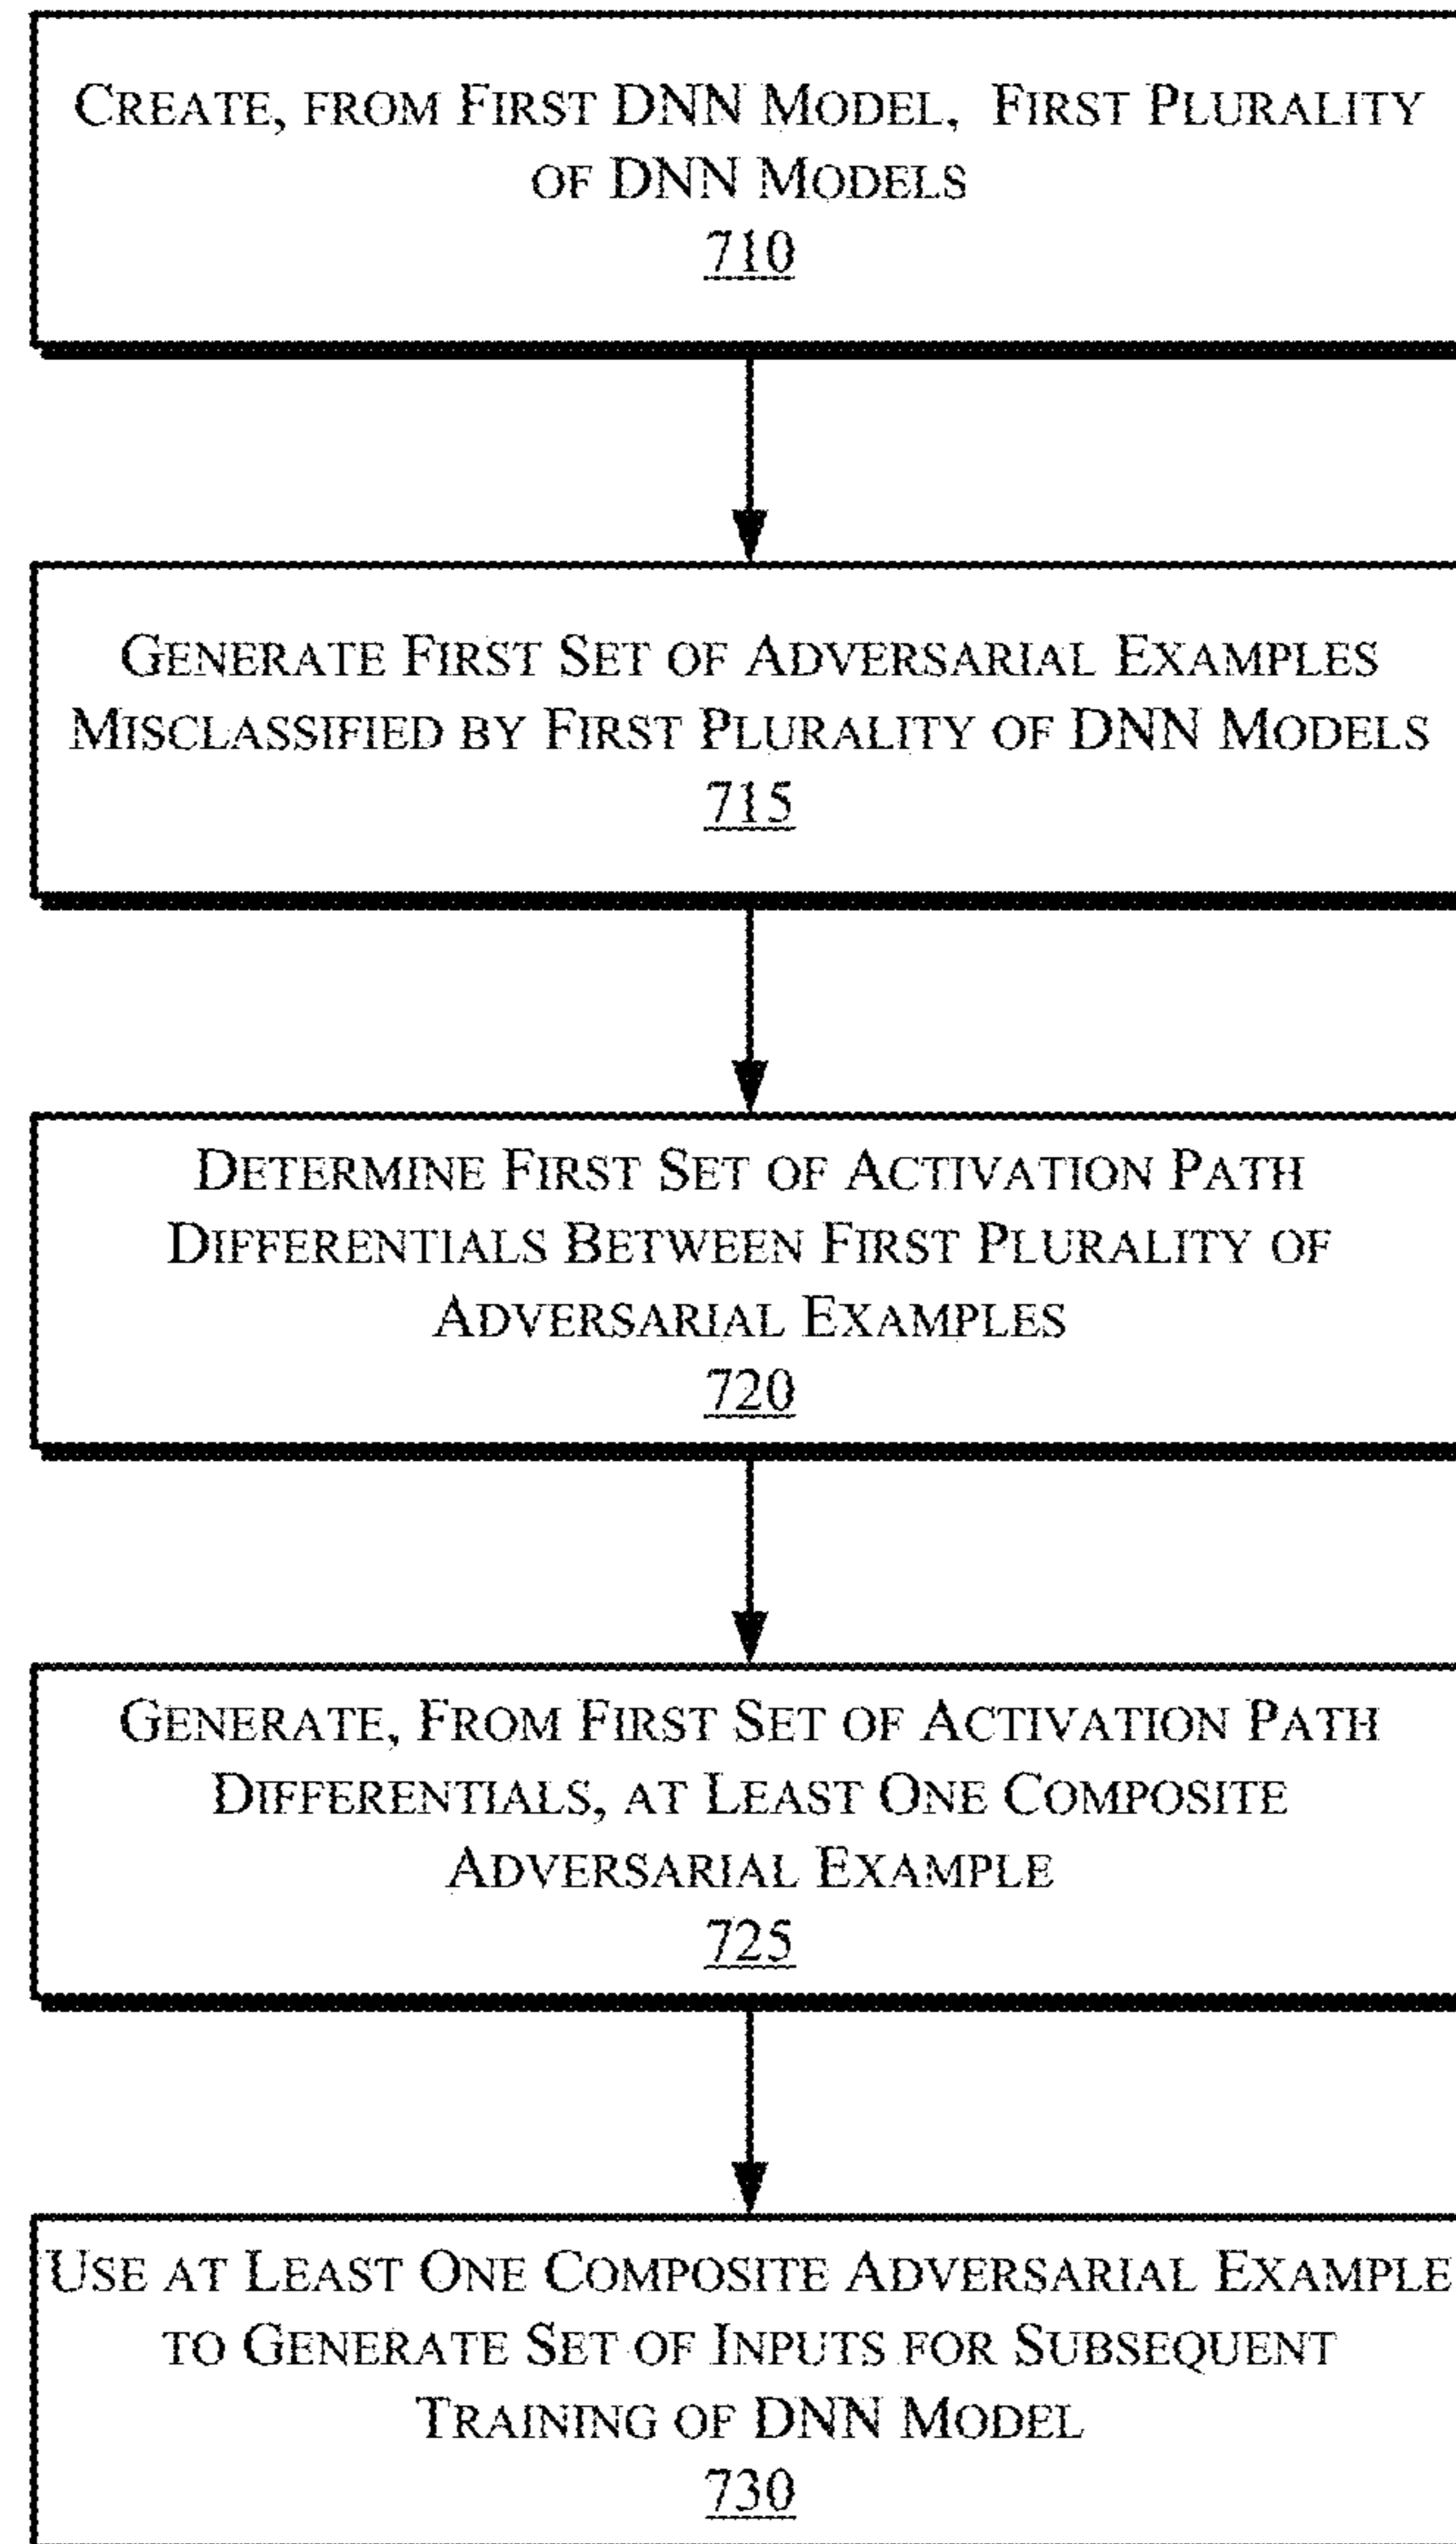 CREATE, FROM FIRST DNN MODEL, FIRST PLURALITY
OF DNN MODELS
710
GENERATE FIRST SET OF ADVERSARIAL EXAMPLES
MISCLASSIFIED BY FIRST PLURALITY OF DNN MODELS
715
DETERMINE FIRST SET OF ACTIVATION PATH
DIFFERENTIALS BETWEEN FIRST PLURALITY OF
ADVERSARIAL EXAMPLES
720
GENERATE, FROM FIRST SET OF ACTIVATION PATH
DIFFERENTIALS, AT LEAST ONE COMPOSITE
ADVERSARIAL EXAMPLE
725
USE AT LEAST ONE COMPOSITE ADVERSARIAL EXAMPLE
TO GENERATE SET OF INPUTS FOR SUBSEQUENT
TRAINING OF DNN MODEL
730